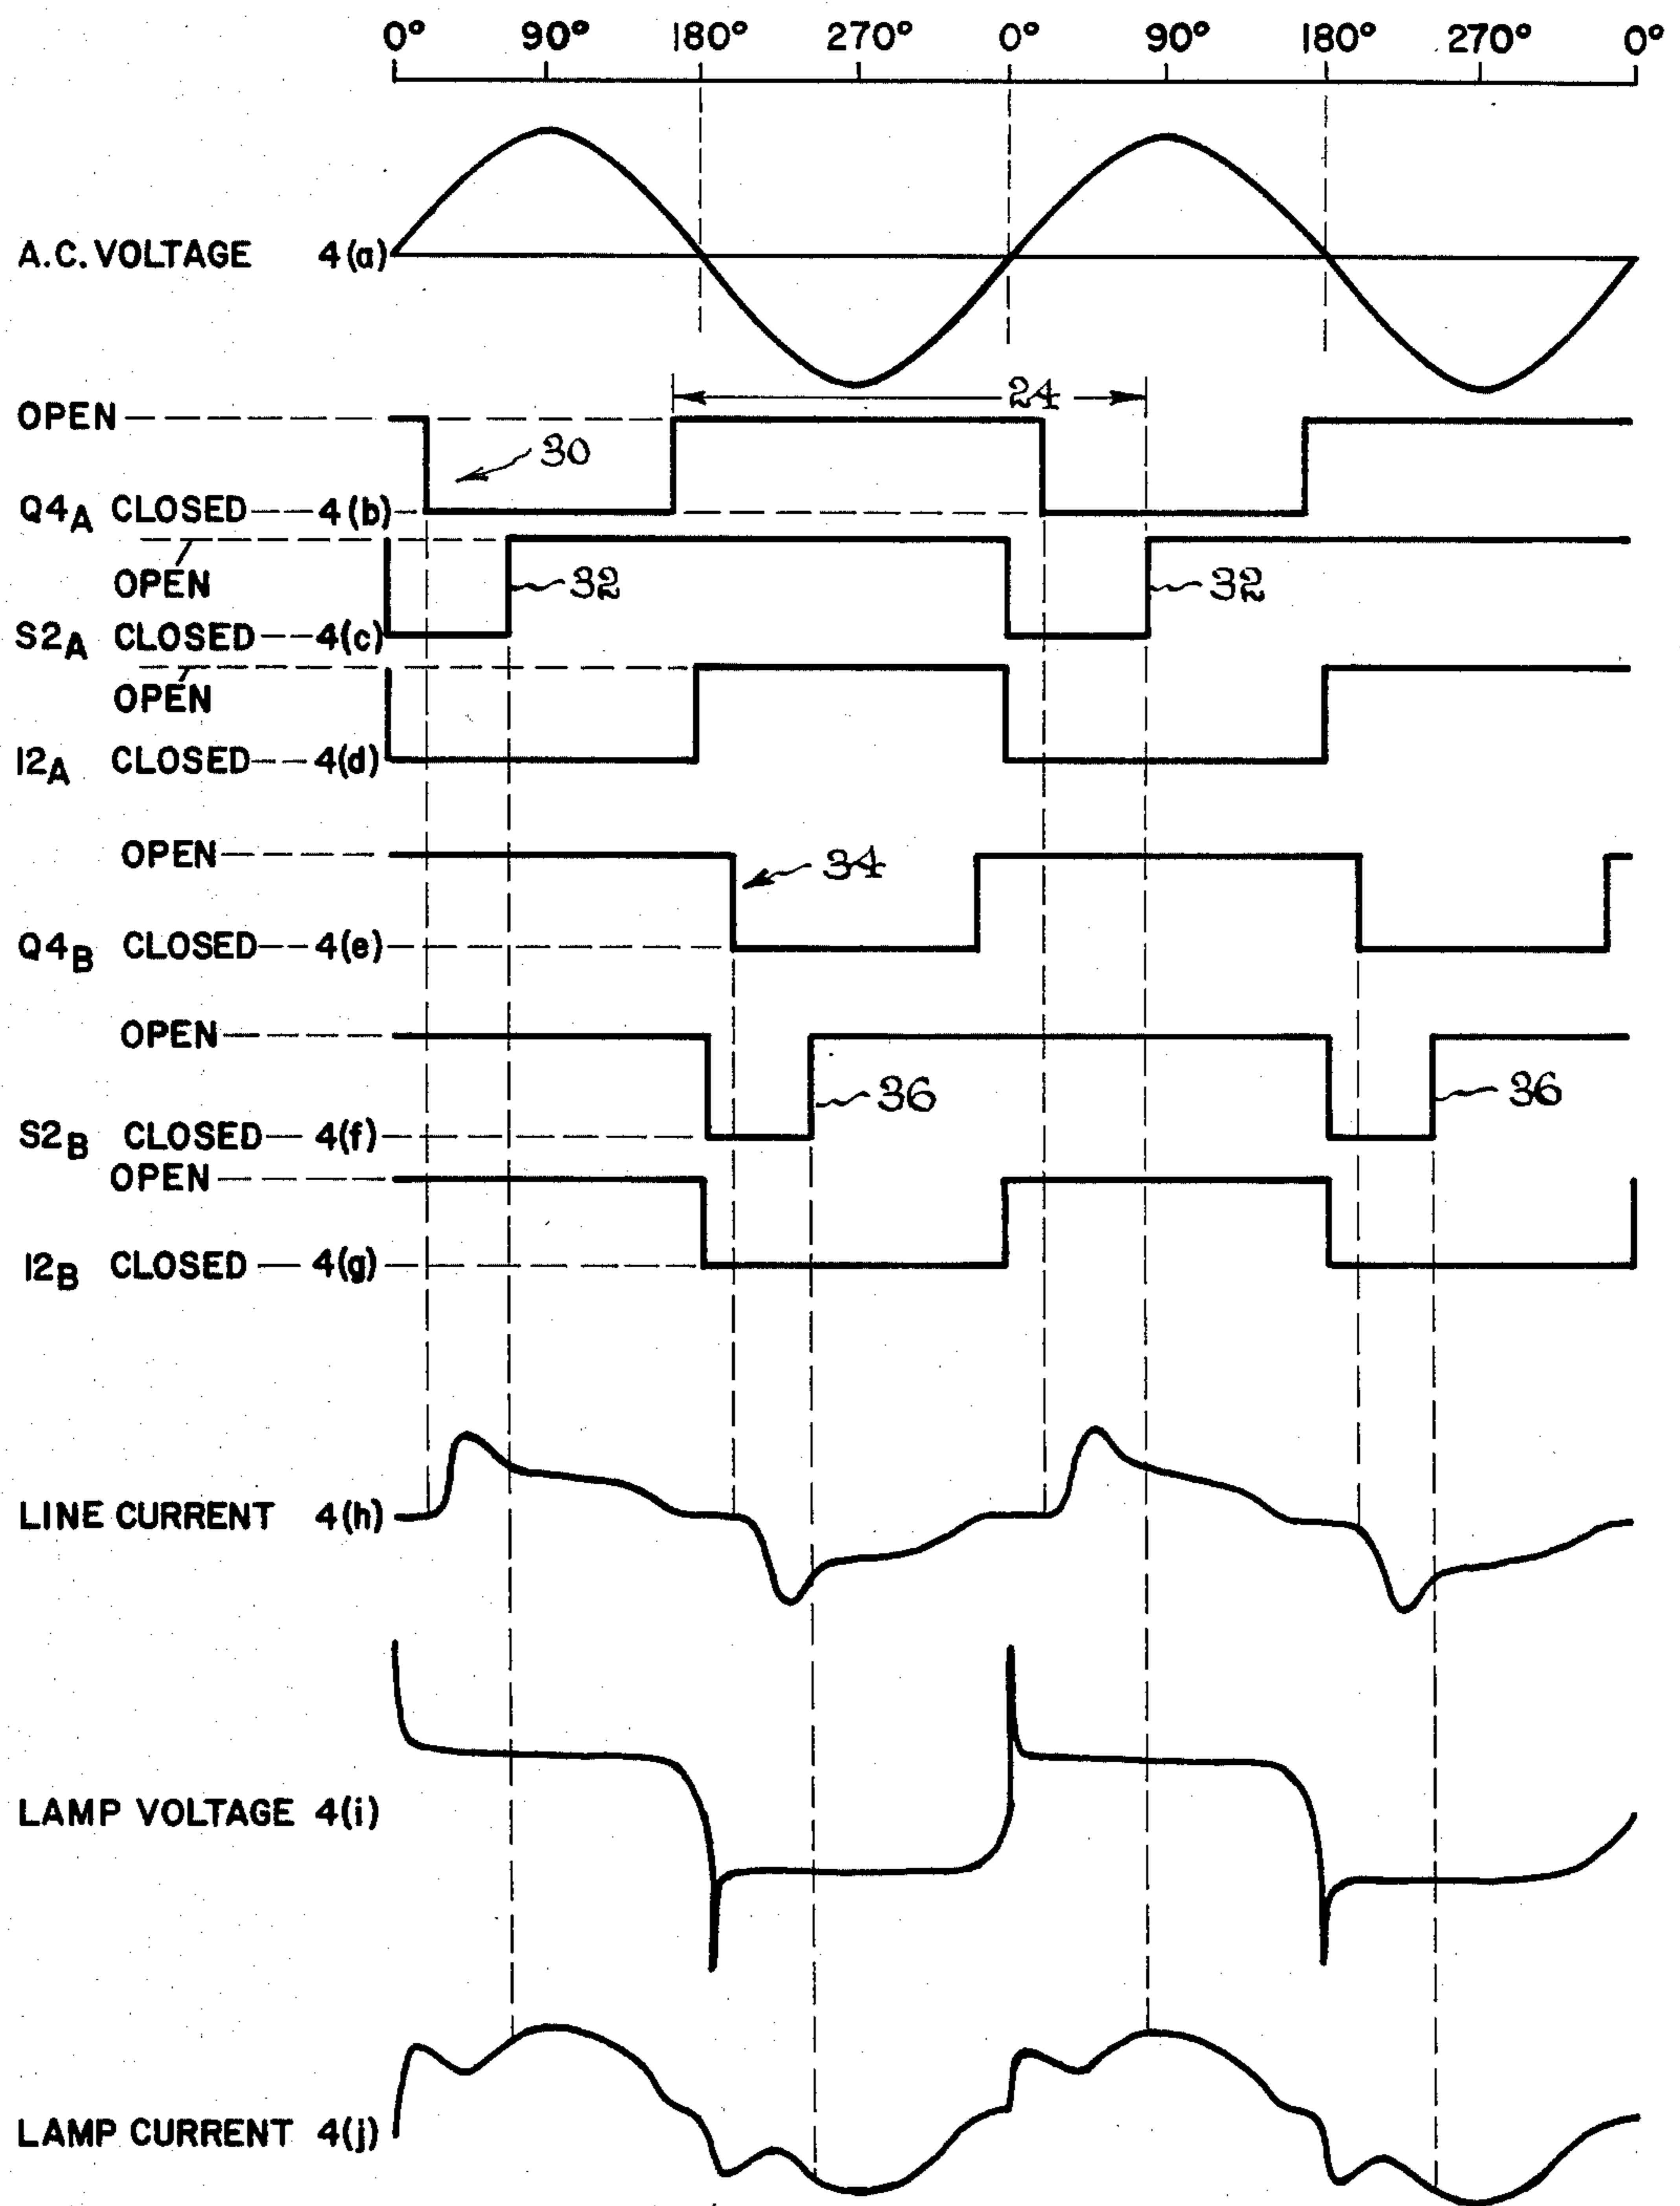 0° 90° 180° 270° 0° 90° 180° 270° 0°
A.C. VOLTAGE 4(a)
24
OPEN
30
Q4A CLOSED 4(b)
OPEN
32 32
S2A CLOSED 4(c)
OPEN
I2A CLOSED 4(d)
OPEN
34
Q4B CLOSED 4(e)
OPEN
36 36
S2B CLOSED 4(f)
OPEN
I2B CLOSED 4(g)
LINE CURRENT 4(h)
LAMP VOLTAGE 4(i)
LAMP CURRENT 4(j)